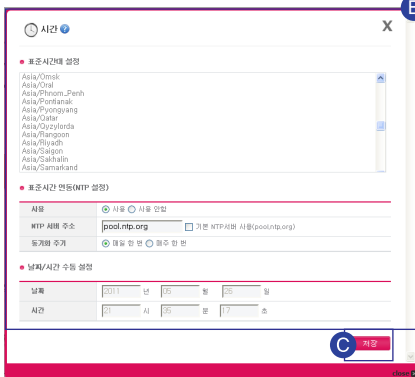 B
시간 ?
X
표준시간대 설정
Asia/Omsk
Asia/Oral
Asia/Phnom_Penh
Asia/Pontianak
Asia/Pyongyang
Asia/Qatar
Asia/Qyzylorda
Asia/Rangoon
Asia/Riyadh
Asia/Saigon
Asia/Sakhalin
Asia/Samarkand
표준시간 연동(NTP 설정)
사용 사용 사용 안함
NTP 서버 주소 pool.ntp.org 기본 NTP서버 사용(pool.ntp.org)
동기화 주기 매일 한 번 매주 한 번
날짜/시간 수동 설정
날짜 2011 년 05 월 25 일
시간 21 시 35 분 17 초
C 저장
close